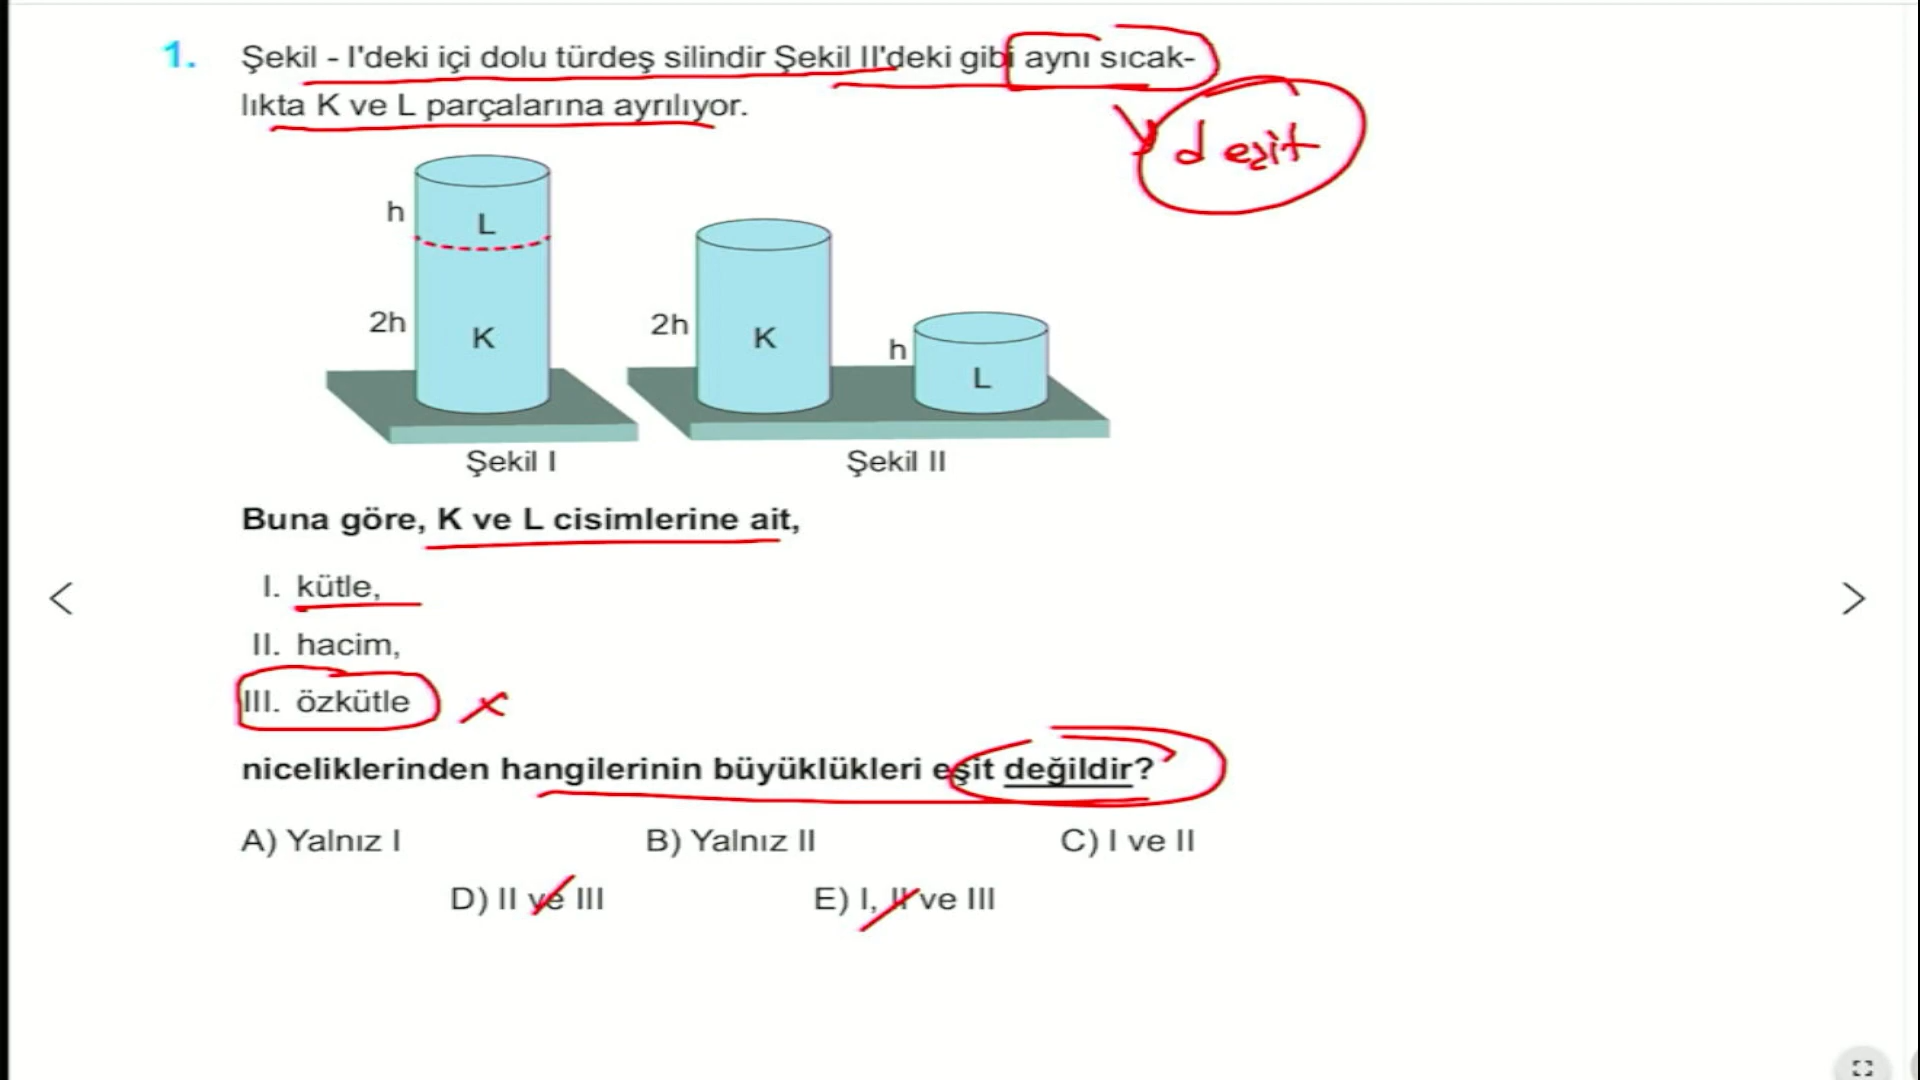 1. Şekil - I'deki içi dolu türdeş silindir Şekil II'deki gibi aynı sıcak-
lıkta K ve L parçalarına ayrılıyor.
d eşit
h L
2h K
2h K
h L
Şekil I Şekil II
Buna göre, K ve L cisimlerine ait,
I. kütle,
II. hacim,
III. özkütle x
niceliklerinden hangilerinin büyüklükleri eşit değildir?
A) Yalnız I B) Yalnız II C) I ve II
D) II ve III E) I, II ve III